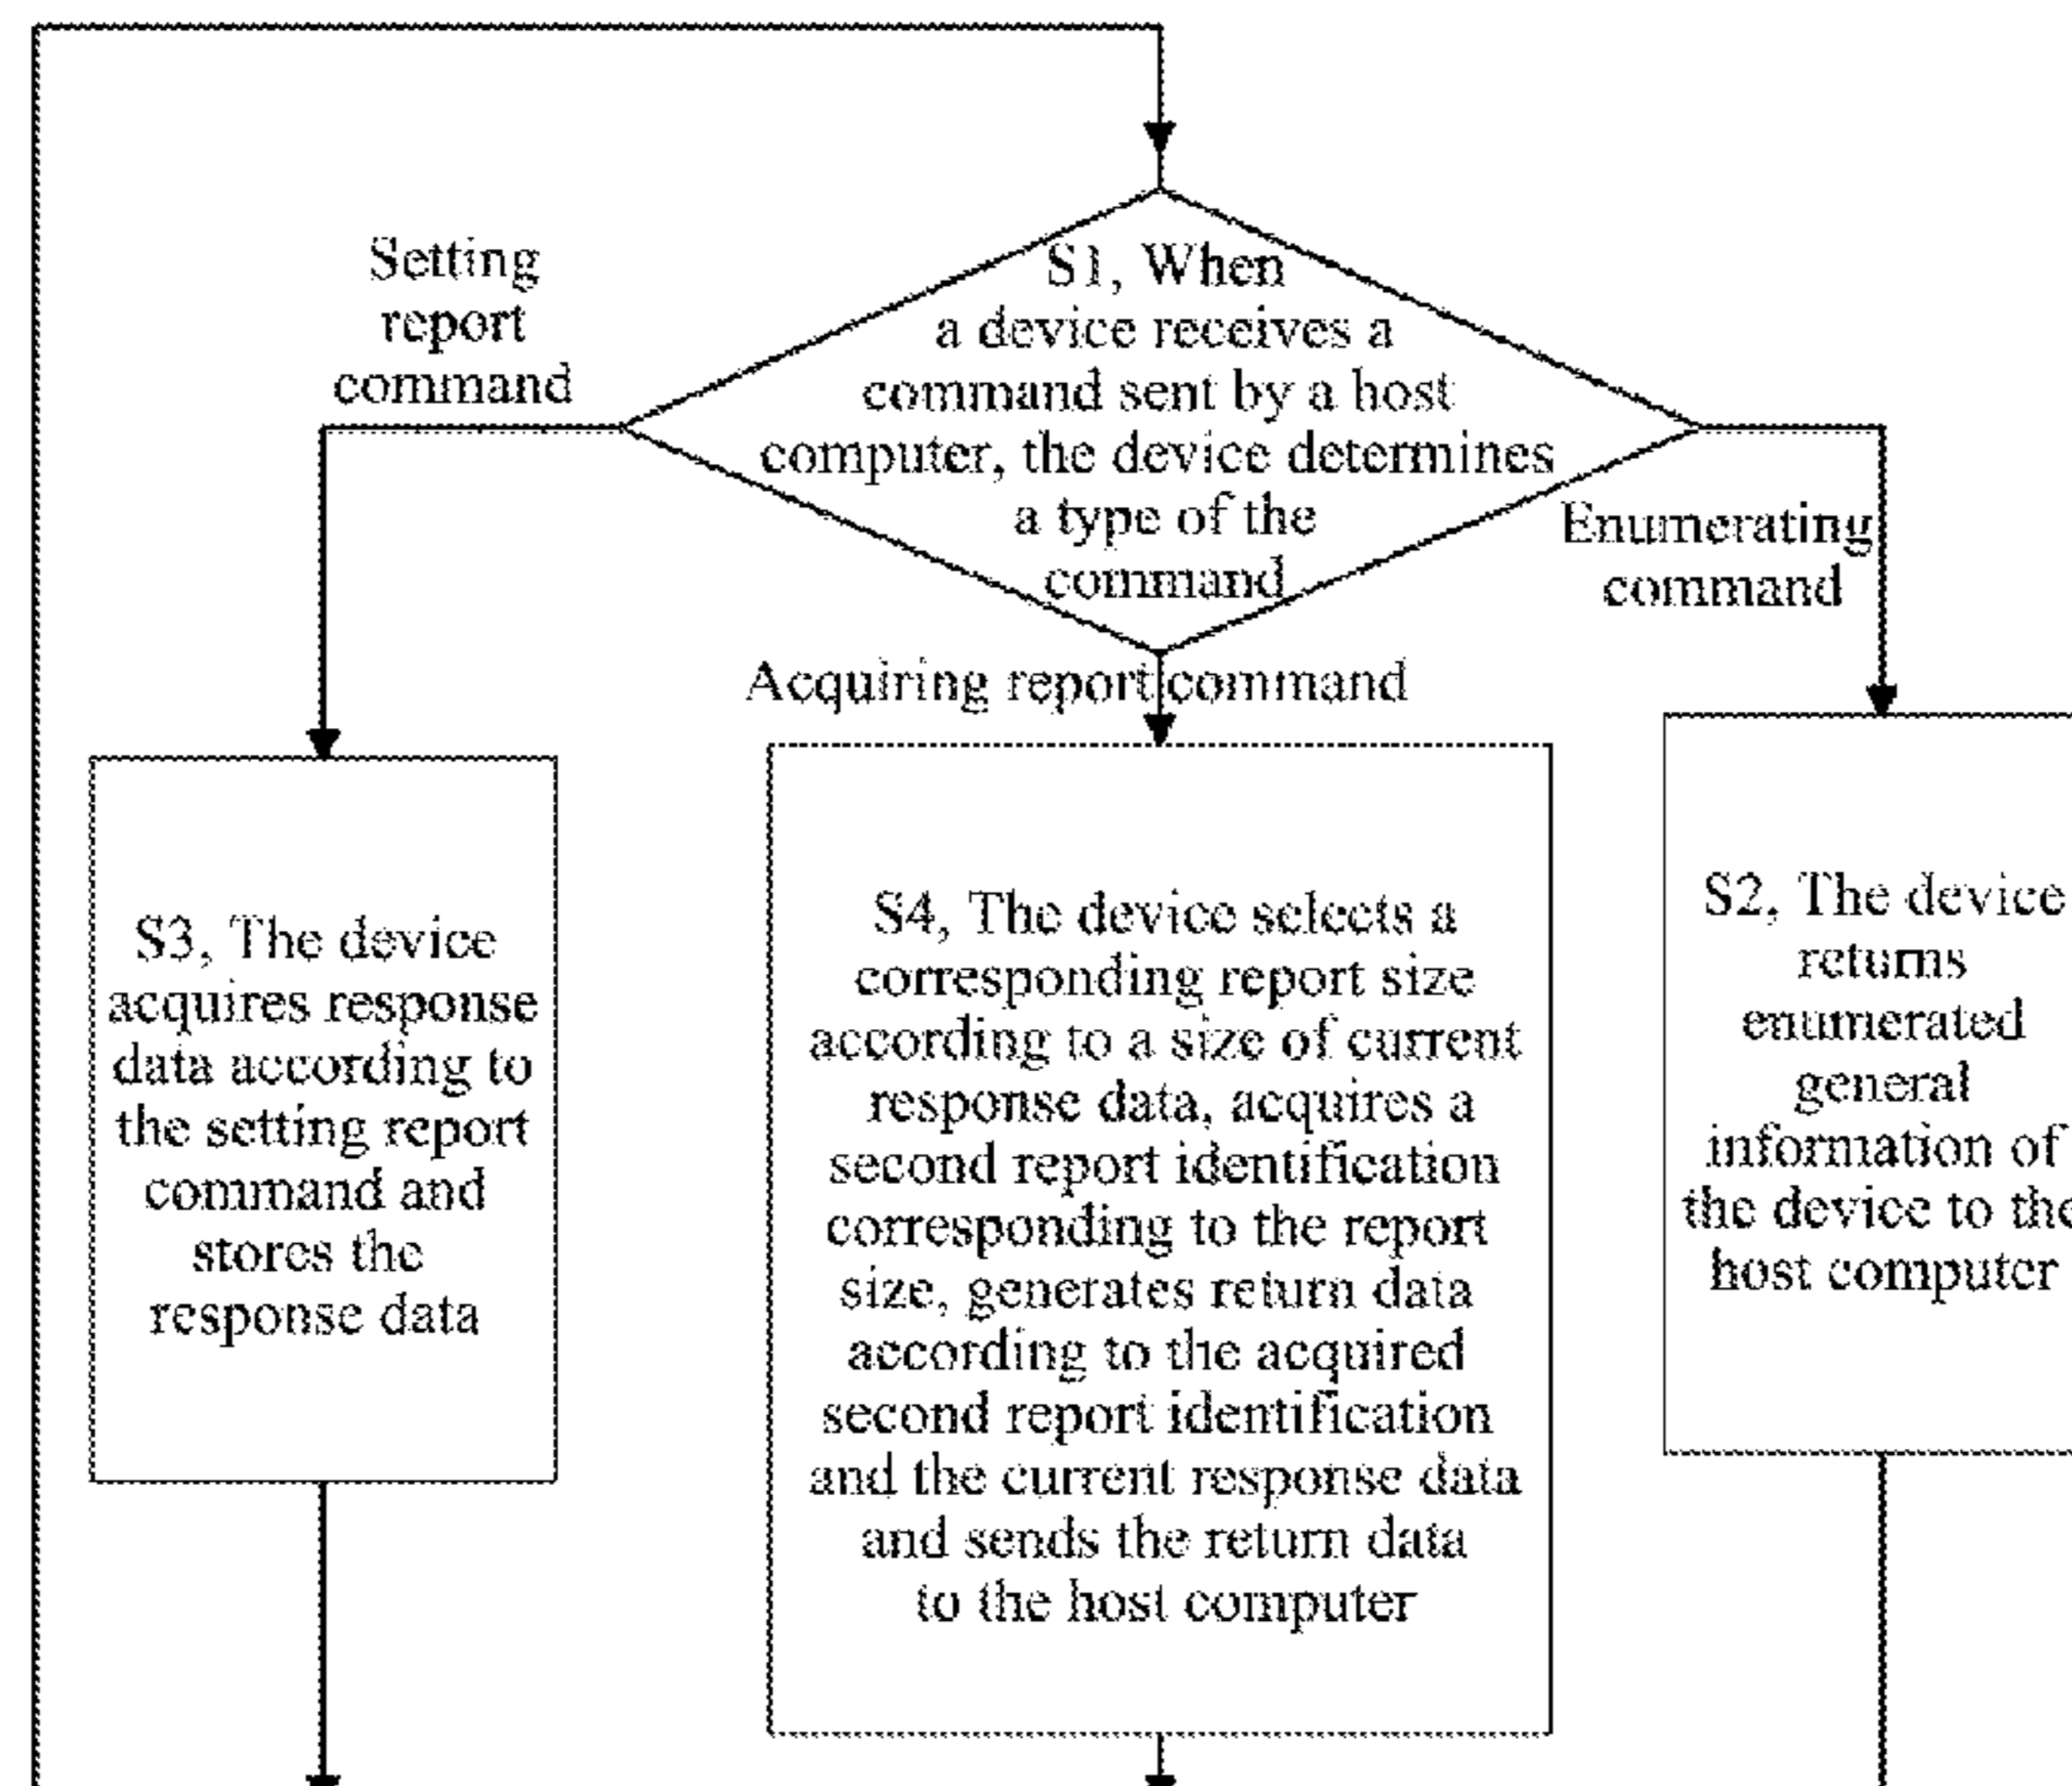 Setting
report
command
S1, When
a device receives a
command sent by a host
computer, the device determines
a type of the
command
Enumerating
command
Acquiring report command
S3, The device
acquires response
data according to
the setting report
command and
stores the
response data
S4, The device selects a
corresponding report size
according to a size of current
response data, acquires a
second report identification
corresponding to the report
size, generates return data
according to the acquired
second report identification
and the current response data
and sends the return data
to the host computer
S2, The device
returns
enumerated
general
information of
the device to the
host computer